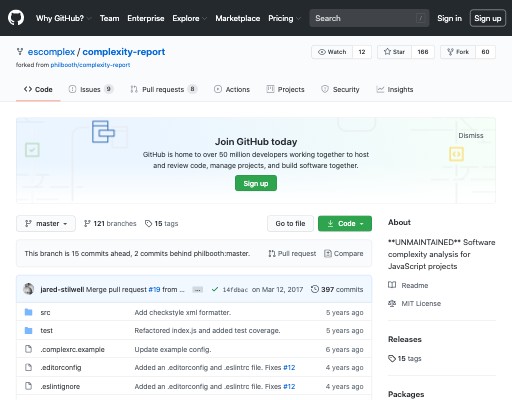 Why GitHub? Team Enterprise Explore Marketplace Pricing Search / Sign in Sign up
escomplex / complexity-report Watch 12 Star 166 Fork 60
forked from philbooth/complexity-report
Code Issues 9 Pull requests 8 Actions Projects Security Insights
Dismiss
Join GitHub today
GitHub is home to over 50 million developers working together to host
and review code, manage projects, and build software together.
Sign up
master 121 branches 15 tags Go to file Code
This branch is 15 commits ahead, 2 commits behind philbooth:master. Pull request Compare
jared-stilwell Merge pull request #19 from ... ... 14fdbac on Mar 12, 2017 397 commits
src Add checkstyle xml formatter. 5 years ago
test Refactored index.js and added test coverage. 5 years ago
.complexrc.example Update example config. 6 years ago
.editorconfig Added an .editorconfig and .eslintrc file. Fixes #12 4 years ago
.eslintignore Added an .editorconfig and .eslintrc file. Fixes #12 4 years ago
About
**UNMAINTAINED** Software
complexity analysis for
JavaScript projects
Readme
MIT License
Releases
15 tags
Packages